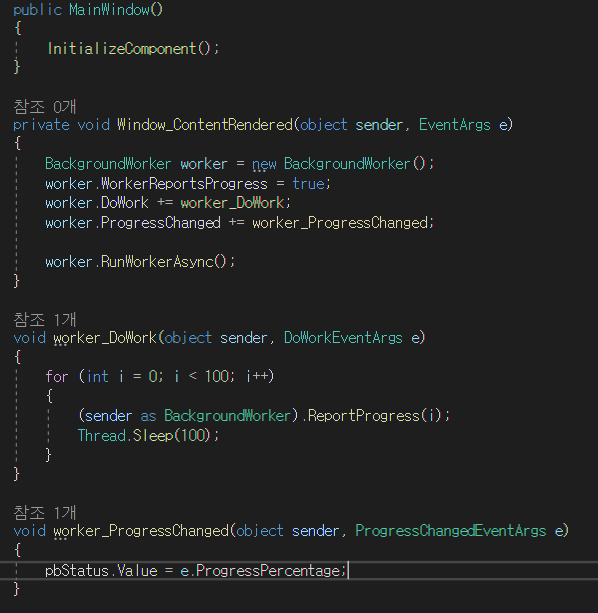 public MainWindow()
{
InitializeComponent();
}
참조 0개
private void Window_ContentRendered(object sender, EventArgs e)
{
BackgroundWorker worker = new BackgroundWorker();
worker.WorkerReportsProgress = true;
worker.DoWork += worker_DoWork;
worker.ProgressChanged += worker_ProgressChanged;
worker.RunWorkerAsync();
}
참조 1개
void worker_DoWork(object sender, DoWorkEventArgs e)
{
for (int i = 0; i < 100; i++)
{
(sender as BackgroundWorker).ReportProgress(i);
Thread.Sleep(100);
}
}
참조 1개
void worker_ProgressChanged(object sender, ProgressChangedEventArgs e)
{
pbStatus.Value = e.ProgressPercentage;
}